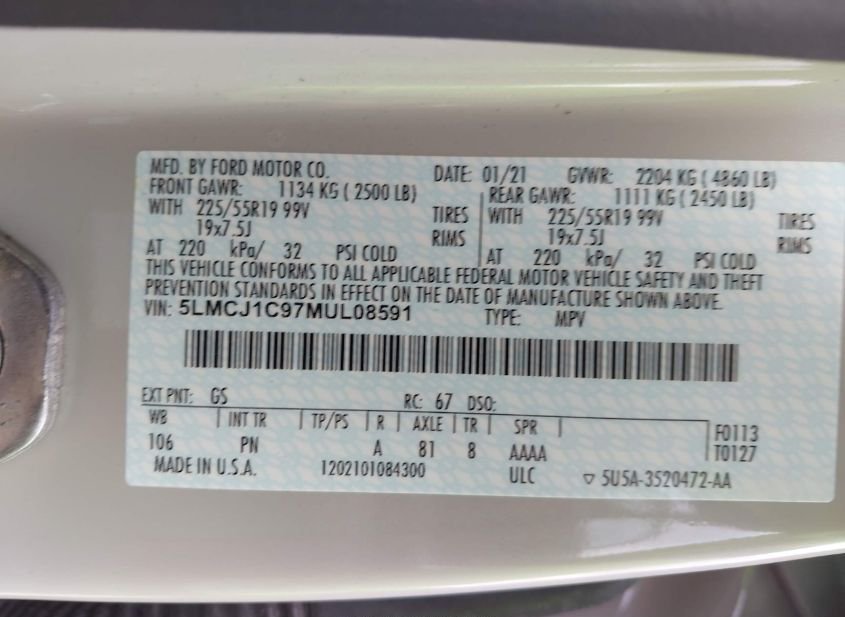 MFD. BY FORD MOTOR CO. DATE: 01/21 GVWR: 2204 KG ( 4860 LB)
FRONT GAWR: 1134 KG ( 2500 LB) REAR GAWR: 1111 KG ( 2450 LB)
WITH 225/55R19 99V TIRES WITH 225/55R19 99V TIRES
19x7.5J RIMS 19x7.5J RIMS
AT 220 kPa/ 32 PSI COLD AT 220 kPa/ 32 PSI COLD
THIS VEHICLE CONFORMS TO ALL APPLICABLE FEDERAL MOTOR VEHICLE SAFETY AND THEFT
PREVENTION STANDARDS IN EFFECT ON THE DATE OF MANUFACTURE SHOWN ABOVE.
VIN: 5LMCJ1C97MUL08591 TYPE: MPV
EXT PNT: GS RC: 67 DSO:
WB INT TR TP/PS R AXLE TR SPR F0113
106 PN A 81 8 AAAA T0127
MADE IN U.S.A. 1202101084300 ULC ▽ 5U5A-3520472-AA